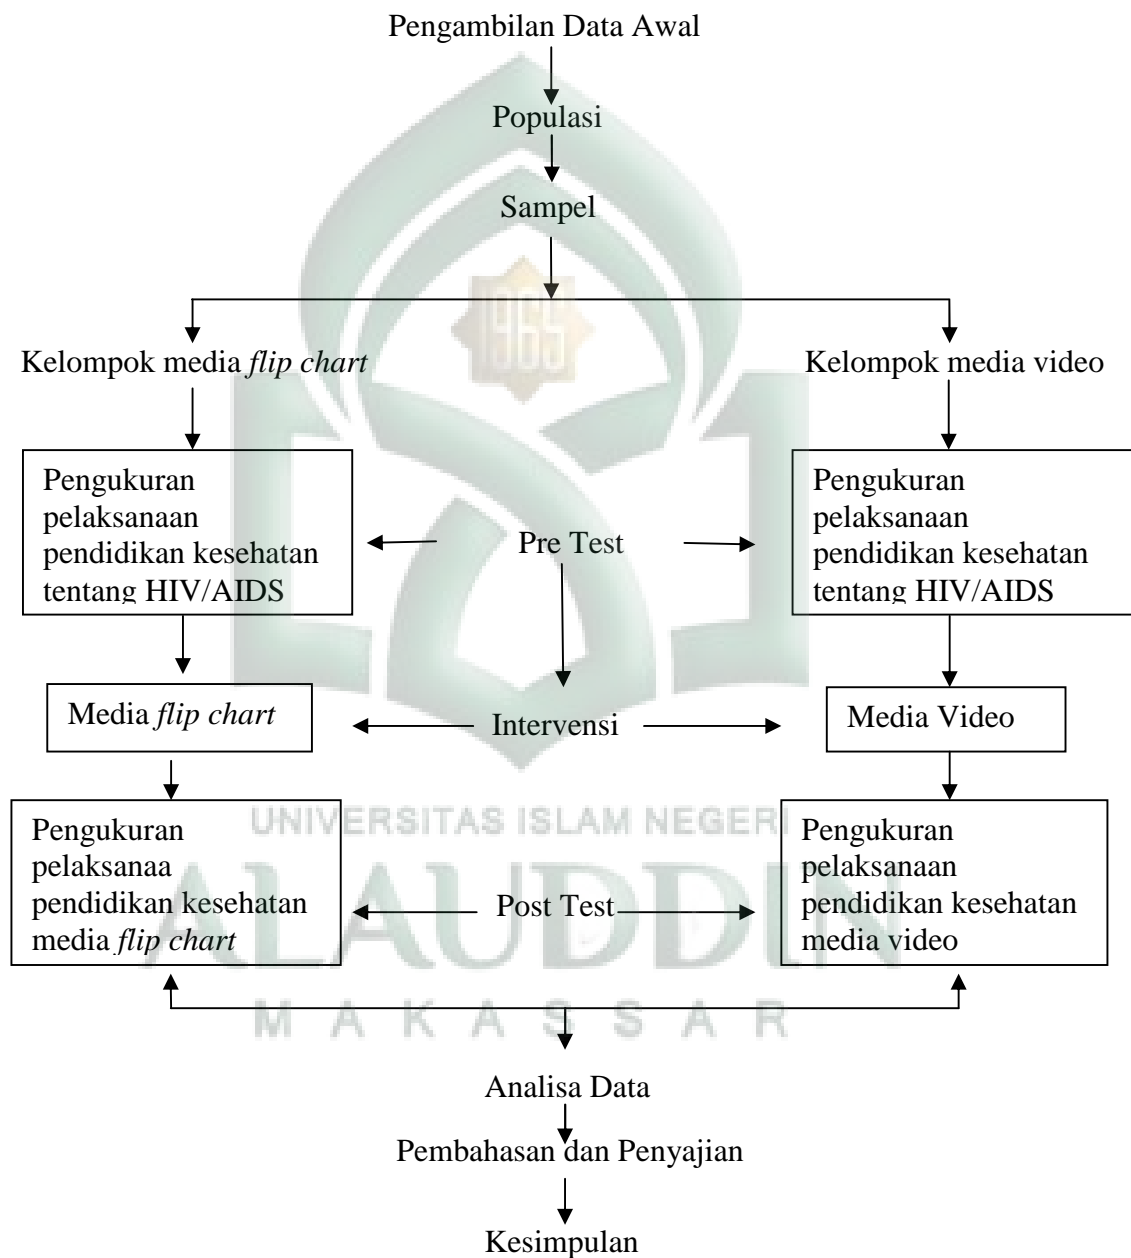 Pengambilan Data Awal
Populasi
Sampel
1965
Kelompok media flip chart
Kelompok media video
Pengukuran
pelaksanaan
pendidikan kesehatan
tentang HIV/AIDS
Pre Test
Pengukuran
pelaksanaan
pendidikan kesehatan
tentang HIV/AIDS
Media flip chart
Intervensi
Media Video
UNIVERSITAS ISLAM NEGERI
Pengukuran
pelaksanaa
pendidikan kesehatan
media flip chart
Post Test
Pengukuran
pelaksanaan
pendidikan kesehatan
media video
ALAUDDIN
MAKASSAR
Analisa Data
Pembahasan dan Penyajian
Kesimpulan